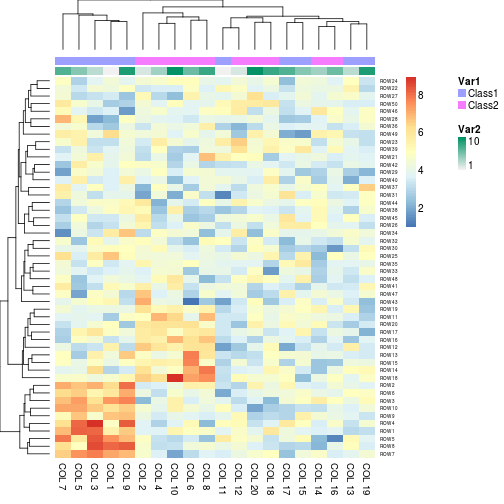 Var1
Class1
Class2
Var2
10
1
8
6
4
2
ROW24
ROW22
ROW27
ROW50
ROW46
ROW28
ROW36
ROW49
ROW23
ROW39
ROW21
ROW42
ROW29
ROW40
ROW37
ROW31
ROW44
ROW38
ROW45
ROW26
ROW34
ROW32
ROW30
ROW25
ROW35
ROW33
ROW48
ROW41
ROW47
ROW43
ROW19
ROW11
ROW20
ROW17
ROW16
ROW12
ROW13
ROW15
ROW14
ROW18
ROW2
ROW6
ROW3
ROW10
ROW9
ROW4
ROW1
ROW5
ROW8
ROW7
COL 7
COL 5
COL 3
COL 1
COL 9
COL 2
COL 4
COL 10
COL 6
COL 8
COL 11
COL 12
COL 20
COL 18
COL 17
COL 15
COL 14
COL 16
COL 13
COL 19